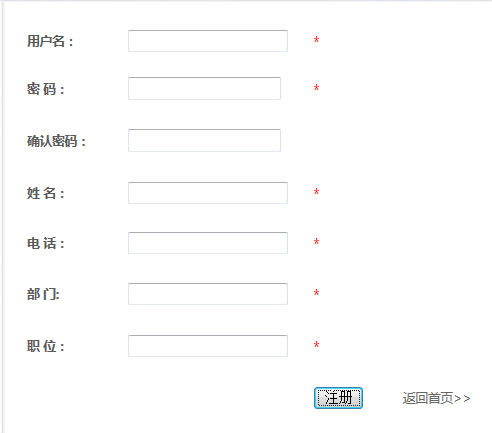 用户名： *
密 码： *
确认密码：
姓 名： *
电 话： *
部 门: *
职 位： *
注册 返回首页>>